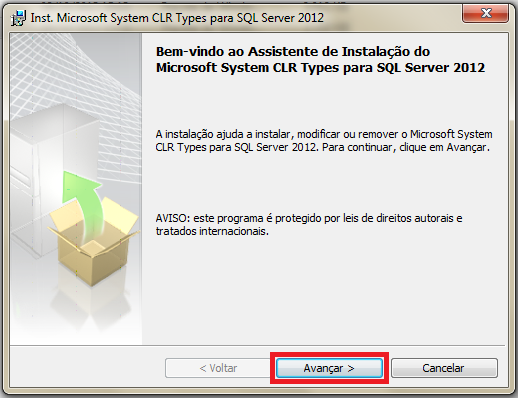 Inst. Microsoft System CLR Types para SQL Server 2012
Bem-vindo ao Assistente de Instalação do
Microsoft System CLR Types para SQL Server 2012
A instalação ajuda a instalar, modificar ou remover o Microsoft System
CLR Types para SQL Server 2012. Para continuar, clique em Avançar.
AVISO: este programa é protegido por leis de direitos autorais e
tratados internacionais.
< Voltar
Avançar >
Cancelar